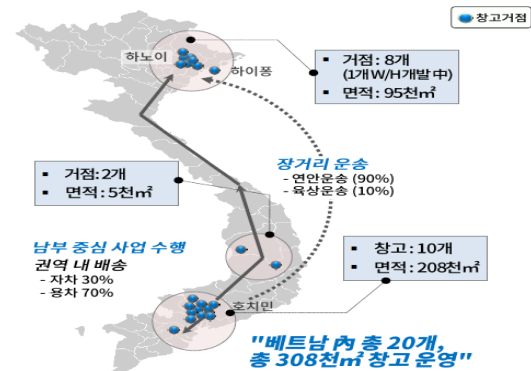 창고거점
하노이
하이퐁
▪ 거점 : 8개
(1개 W/H 개발 中)
▪ 면적 : 95천㎡
▪ 거점 : 2개
▪ 면적 : 5천㎡
장거리 운송
- 연안운송 (90%)
- 육상운송 (10%)
남부 중심 사업 수행
권역 내 배송
- 자차 30%
- 용차 70%
▪ 창고 : 10개
▪ 면적 : 208천㎡
호치민
"베트남 內 총 20개,
총 308천㎡ 창고 운영"